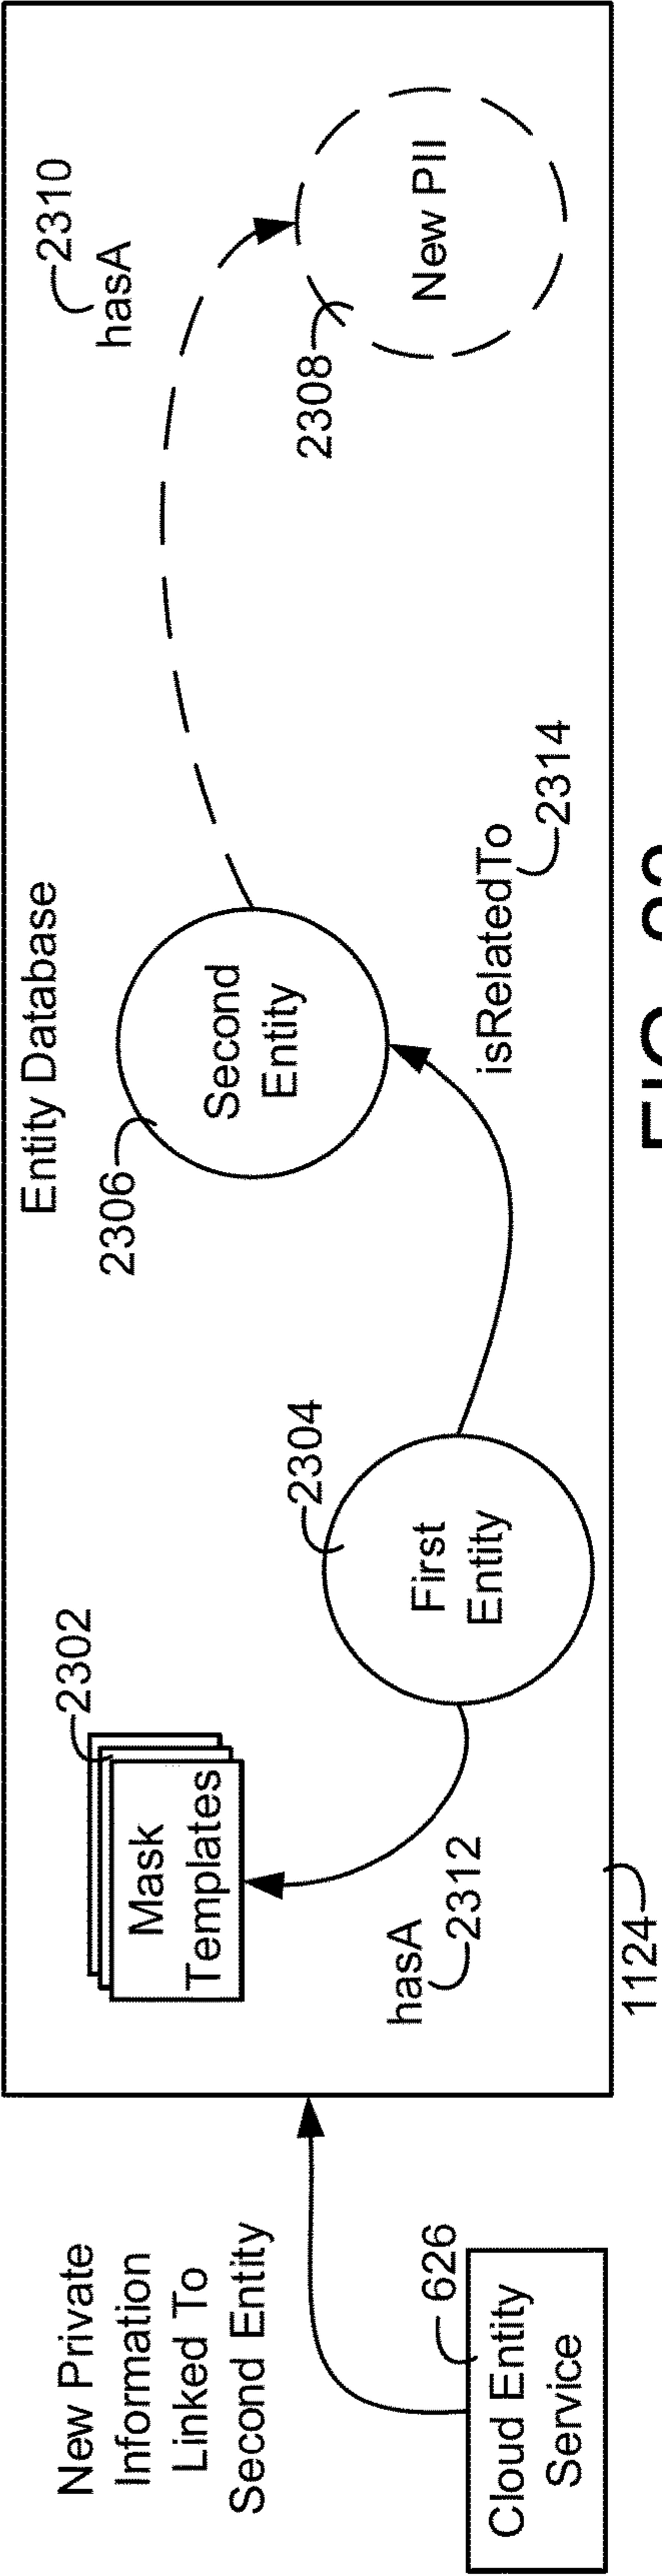 New Private
Information
Linked To
Second Entity
Cloud Entity
Service
626
Entity Database
1124
Mask
Templates
2302
hasA
2312
First
Entity
2304
Second
Entity
2306
isRelatedTo
2314
hasA
2310
New PII
2308